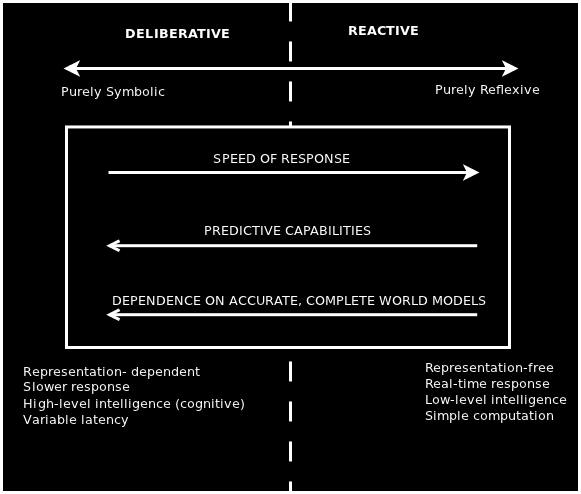 DELIBERATIVE
REACTIVE
Purely Symbolic
Purely Reflexive
SPEED OF RESPONSE
PREDICTIVE CAPABILITIES
DEPENDENCE ON ACCURATE, COMPLETE WORLD MODELS
Representation- dependent
Slower response
High-level intelligence (cognitive)
Variable latency
Representation-free
Real-time response
Low-level intelligence
Simple computation